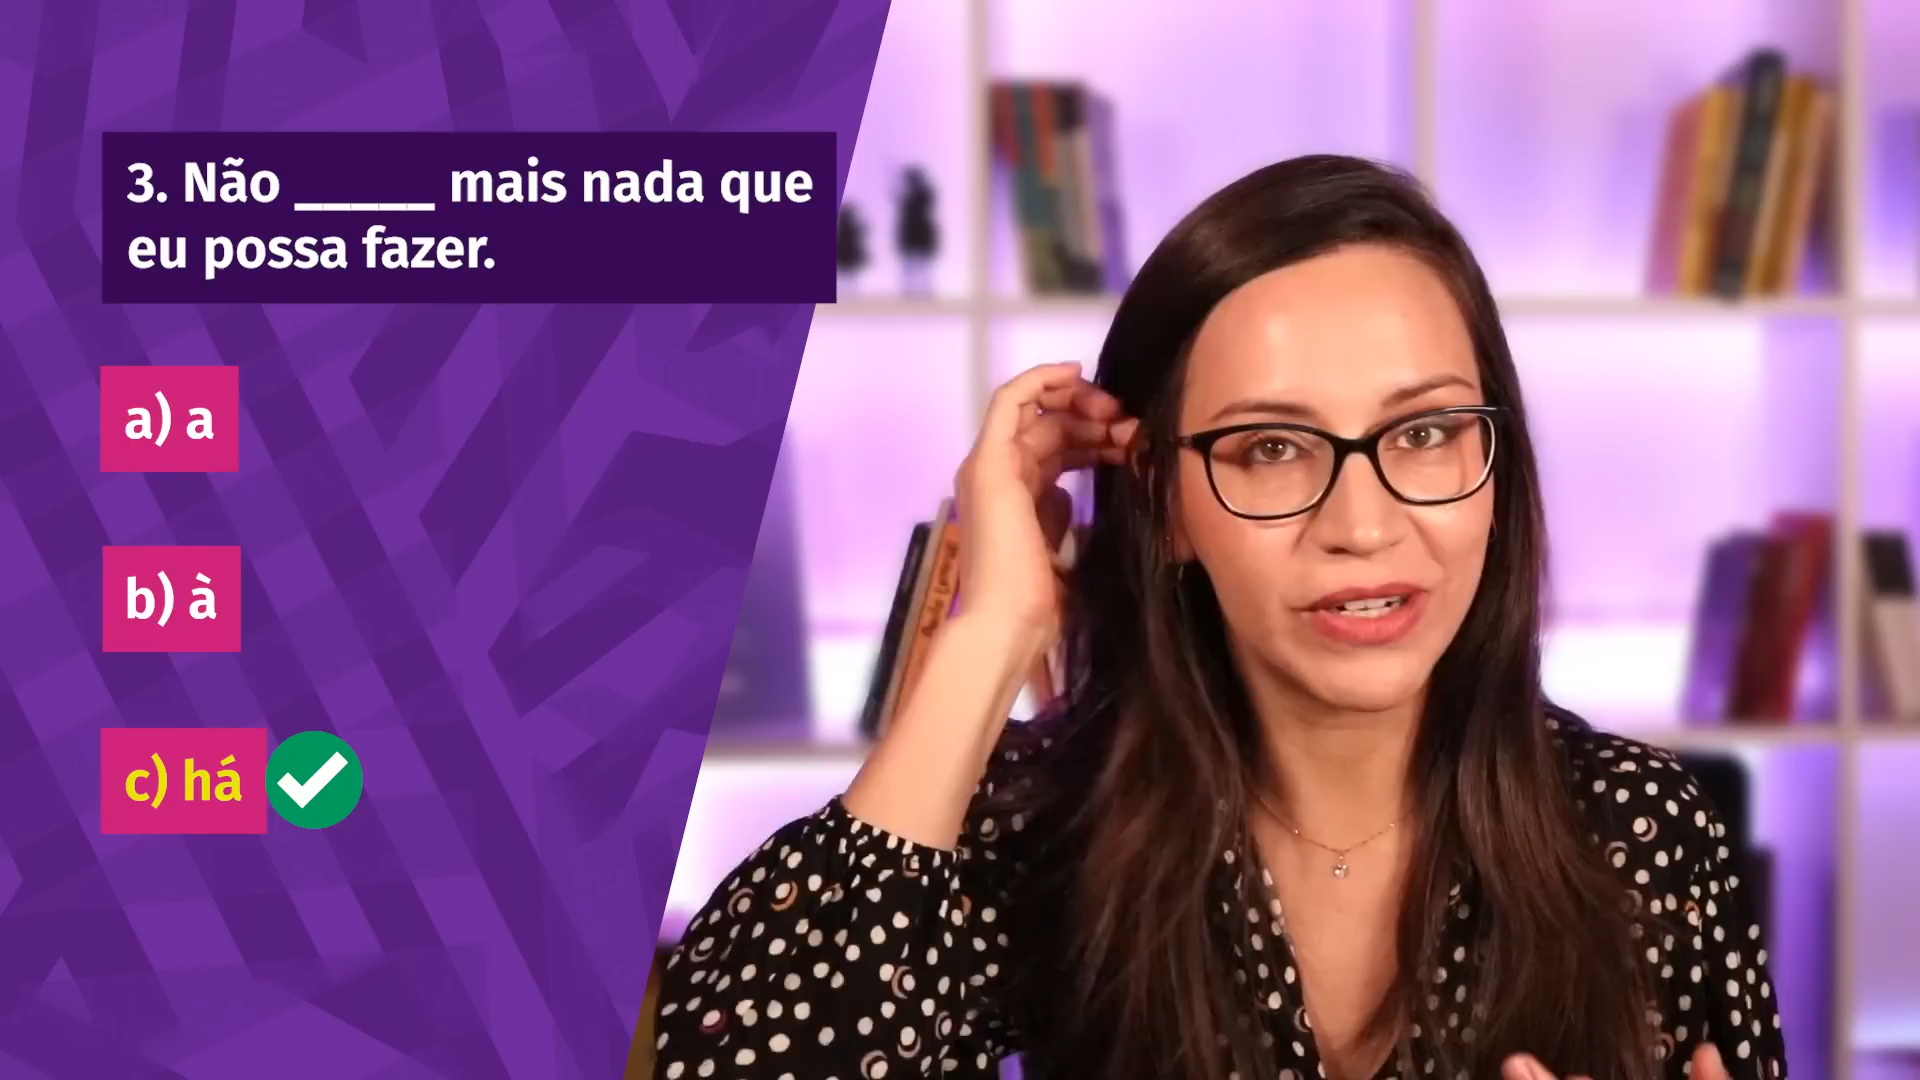 3. Não _____ mais nada que
eu possa fazer.
a) a
b) à
c) há